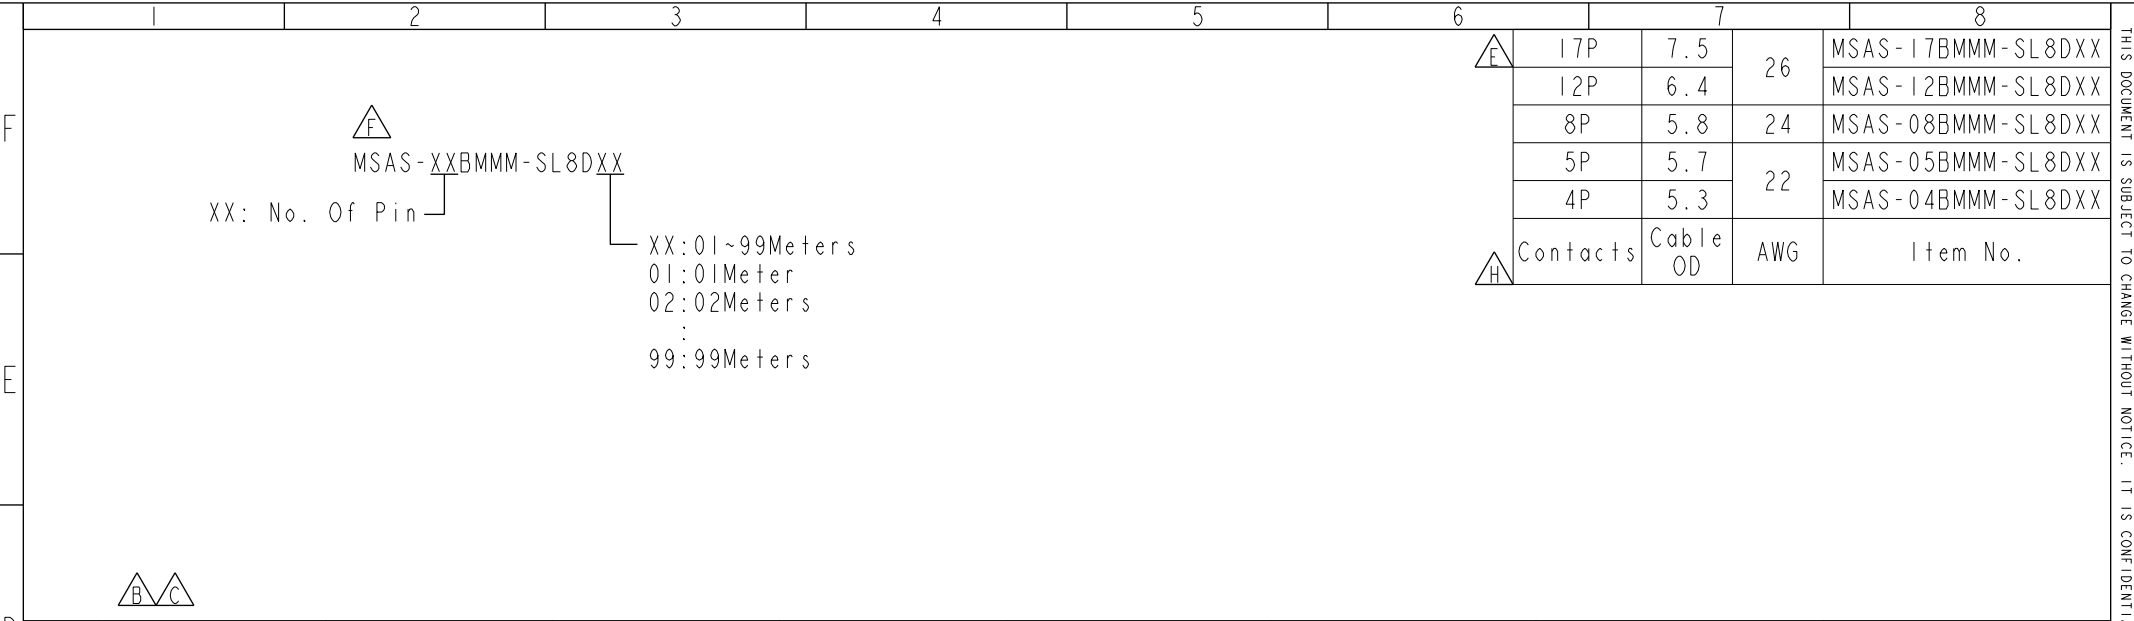 1 2 3 4 5 6 7 8
F
E
E 17P 7.5 26 MSAS-17BMMM-SL8DXX
12P 6.4 MSAS-12BMMM-SL8DXX
8P 5.8 24 MSAS-08BMMM-SL8DXX
5P 5.7 22 MSAS-05BMMM-SL8DXX
4P 5.3 MSAS-04BMMM-SL8DXX
H Contacts Cable OD AWG Item No.
F
MSAS-XXBMMM-SL8DXX
XX: No. Of Pin
XX:01~99Meters
01:01Meter
02:02Meters
:
99:99Meters
B C
THIS DOCUMENT IS SUBJECT TO CHANGE WITHOUT NOTICE. IT IS